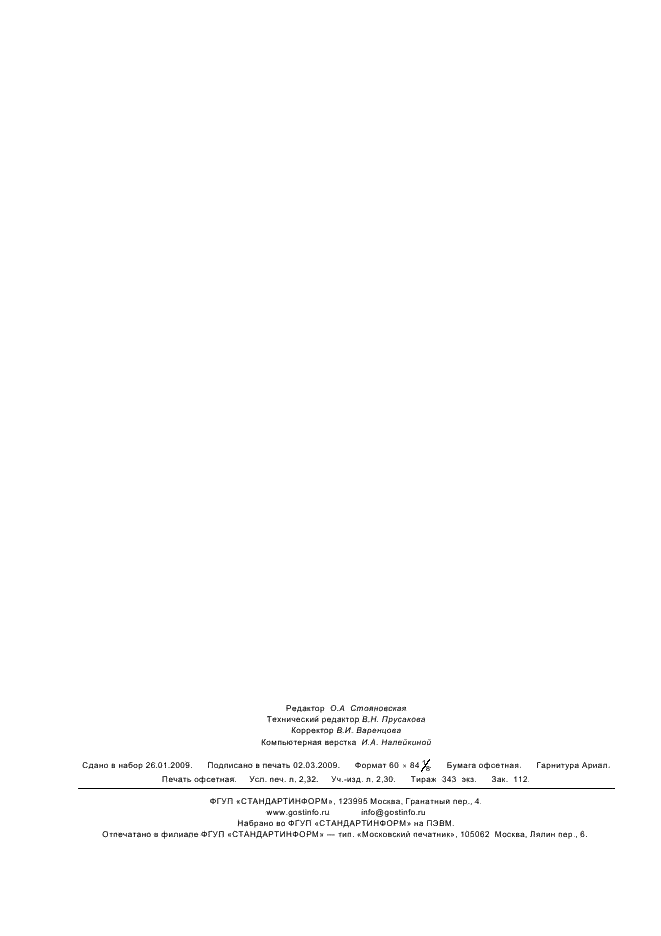 Редактор О.А Стояновская
Технический редактор В.Н. Прусакова
Корректор В.И. Варенцова
Компьютерная верстка И.А. Налейкиной
Сдано в набор 26.01.2009. Подписано в печать 02.03.2009. Формат 60 × 84 1/8. Бумага офсетная. Гарнитура Ариал.
Печать офсетная. Усл. печ. л. 2,32. Уч.-изд. л. 2,30. Тираж 343 экз. Зак. 112.
ФГУП «СТАНДАРТИНФОРМ», 123995 Москва, Гранатный пер., 4.
www.gostinfo.ru info@gostinfo.ru
Набрано во ФГУП «СТАНДАРТИНФОРМ» на ПЭВМ.
Отпечатано в филиале ФГУП «СТАНДАРТИНФОРМ» — тип. «Московский печатник», 105062 Москва, Лялин пер., 6.